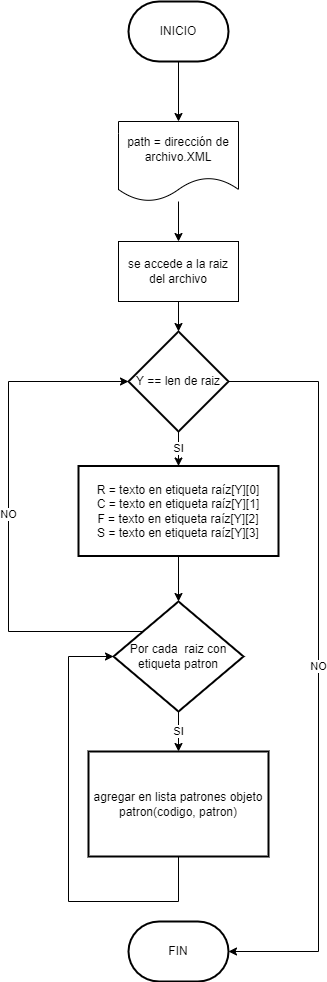 INICIO
path = dirección de
archivo.XML
se accede a la raiz
del archivo
Y == len de raiz
SI
R = texto en etiqueta raíz[Y][0]
C = texto en etiqueta raíz[Y][1]
F = texto en etiqueta raíz[Y][2]
S = texto en etiqueta raíz[Y][3]
NO
Por cada raiz con
etiqueta patron
NO
SI
agregar en lista patrones objeto
patron(codigo, patron)
FIN